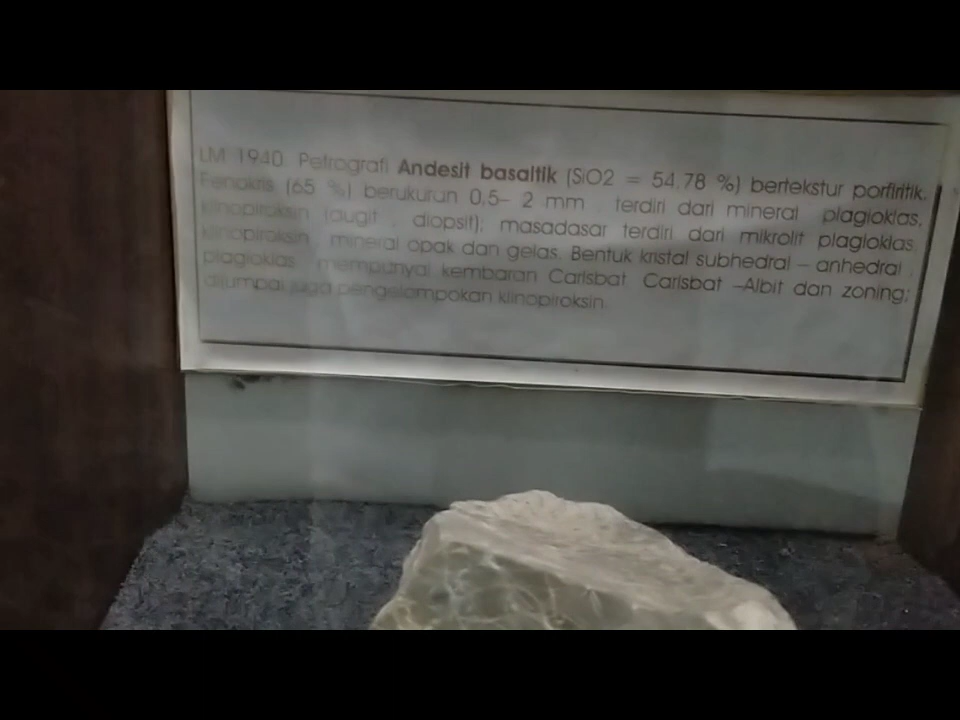 LM 1940 Petrografi Andesit basaltik (SiO2 = 54.78 %) bertekstur porfiritik.
Fenokris (65 %) berukurun 0.5– 2 mm terdiri dari mineral plagioklas,
klinopiroksin (augit , diopsit); masadasar terdiri dari mikrolit plagioklas
klinopiroksin , mineral opak dan gelas. Bentuk kristal subhedral – anhedral ,
plagioklas mempunyai kembaran Carlsbat Carlsbat –Albit dan zoning;
dijumpai juga pengelompokan klinopiroksin